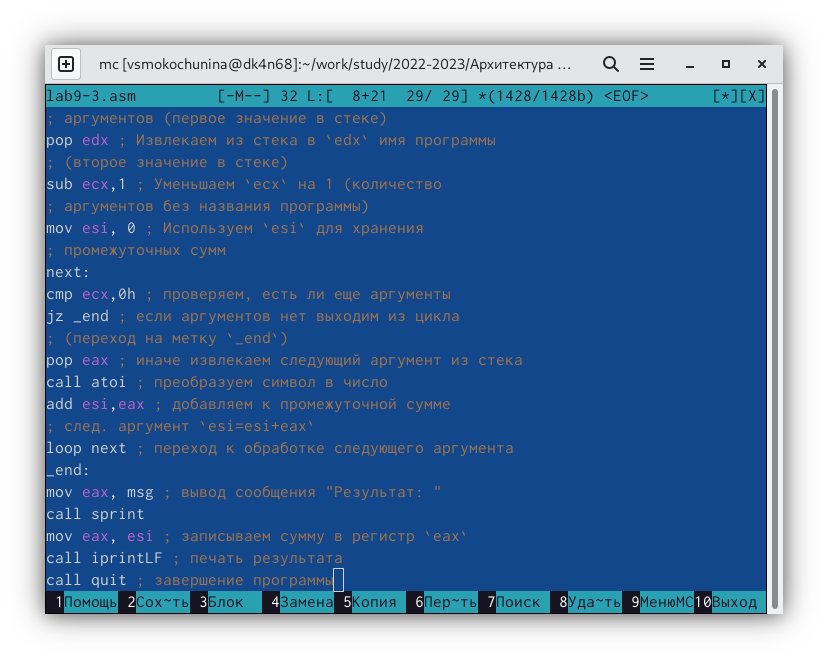 mc [vsmokochunina@dk4n68]:~/work/study/2022-2023/Архитектура ...
lab9-3.asm [-M--] 32 L:[ 8+21 29/ 29] *(1428/1428b) <EOF> [*][X]
; аргументов (первое значение в стеке)
pop edx ; Извлекаем из стека в `edx` имя программы
; (второе значение в стеке)
sub ecx,1 ; Уменьшаем `ecx` на 1 (количество
; аргументов без названия программы)
mov esi, 0 ; Используем `esi` для хранения
; промежуточных сумм
next:
cmp ecx,0h ; проверяем, есть ли еще аргументы
jz _end ; если аргументов нет выходим из цикла
; (переход на метку `_end`)
pop eax ; иначе извлекаем следующий аргумент из стека
call atoi ; преобразуем символ в число
add esi,eax ; добавляем к промежуточной сумме
; след. аргумент `esi=esi+eax`
loop next ; переход к обработке следующего аргумента
_end:
mov eax, msg ; вывод сообщения "Результат: "
call sprint
mov eax, esi ; записываем сумму в регистр `eax`
call iprintLF ; печать результата
call quit ; завершение программы
1Помощь 2Сох~ть 3Блок 4Замена 5Копия 6Пер~ть 7Поиск 8Уда~ть 9МенюMC 10Выход